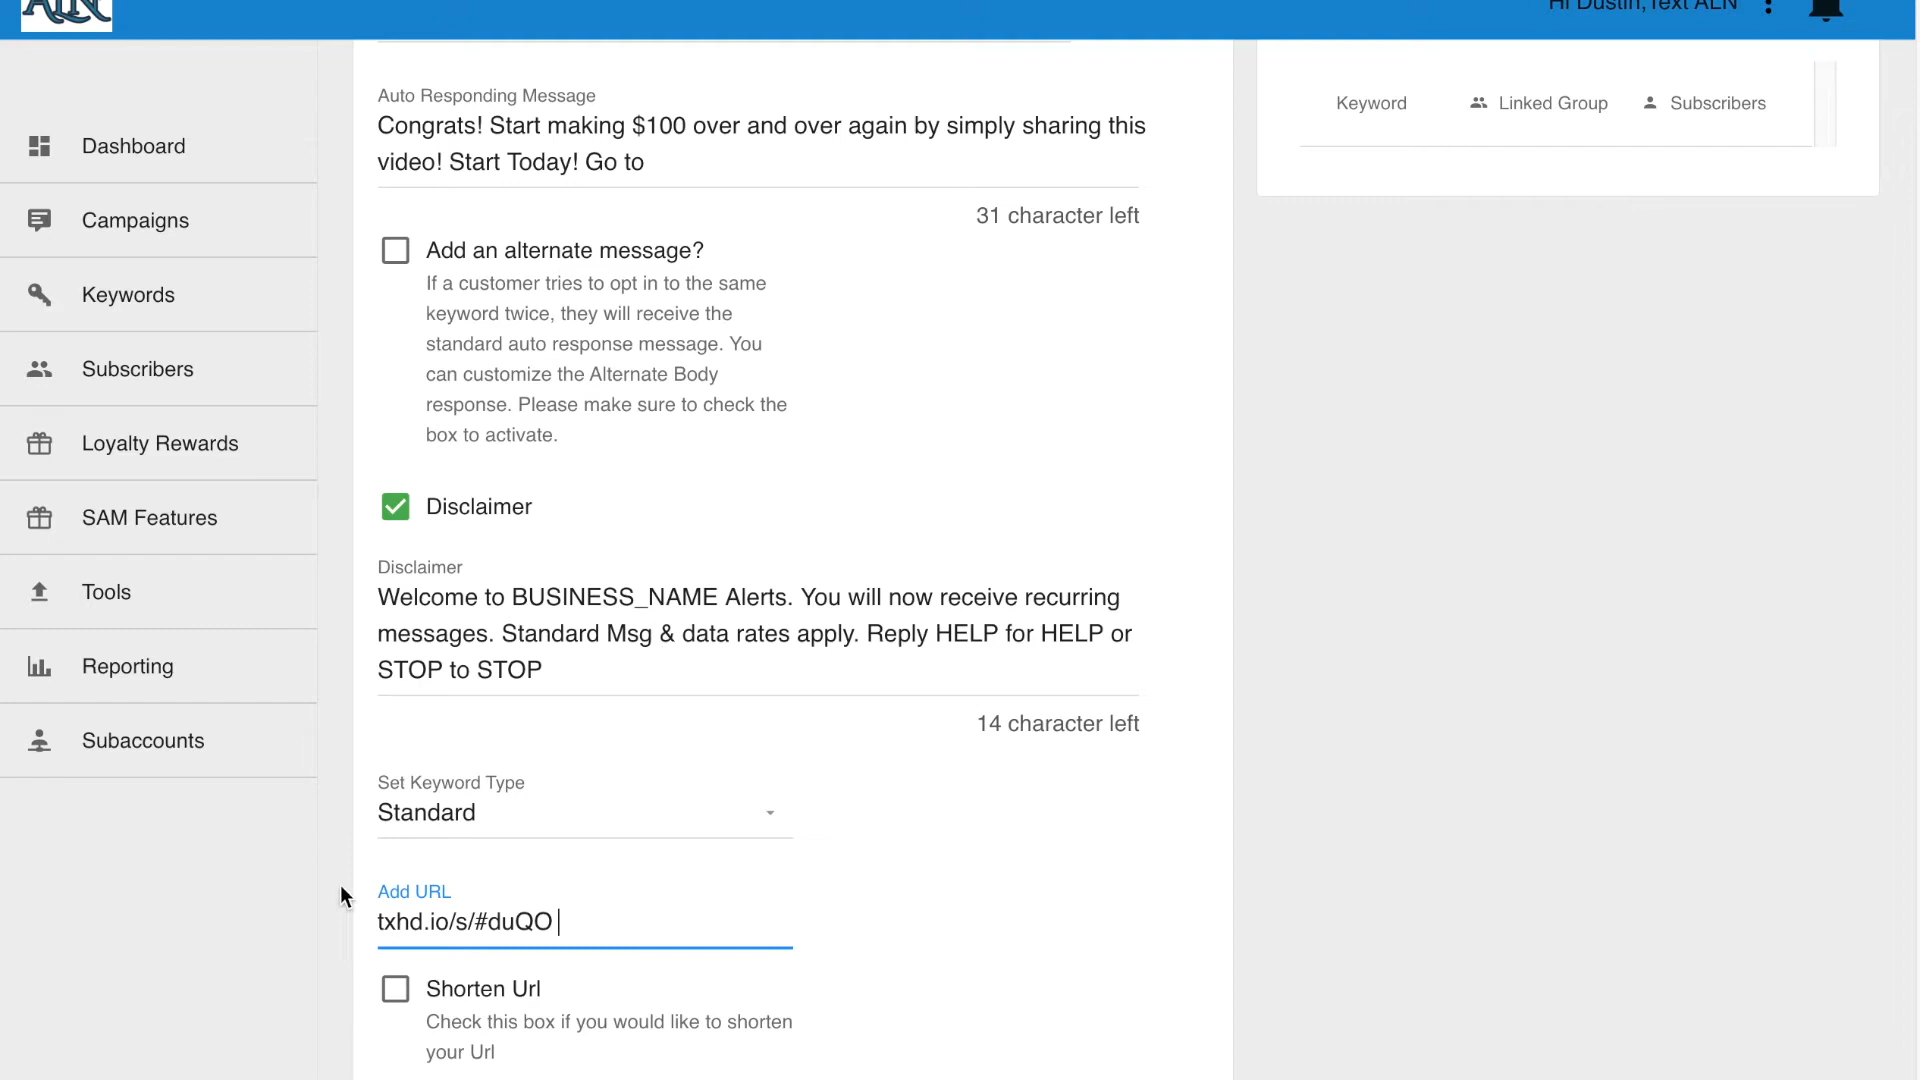 ALN
Hi Dustin, Text ALN
Keyword
Linked Group
Subscribers
Dashboard
Campaigns
Keywords
Subscribers
Loyalty Rewards
SAM Features
Tools
Reporting
Subaccounts
Auto Responding Message
Congrats! Start making $100 over and over again by simply sharing this
video! Start Today! Go to
31 character left
Add an alternate message?
If a customer tries to opt in to the same
keyword twice, they will receive the
standard auto response message. You
can customize the Alternate Body
response. Please make sure to check the
box to activate.
Disclaimer
Disclaimer
Welcome to BUSINESS_NAME Alerts. You will now receive recurring
messages. Standard Msg & data rates apply. Reply HELP for HELP or
STOP to STOP
14 character left
Set Keyword Type
Standard
Add URL
txhd.io/s/#duQO
Shorten Url
Check this box if you would like to shorten
your Url